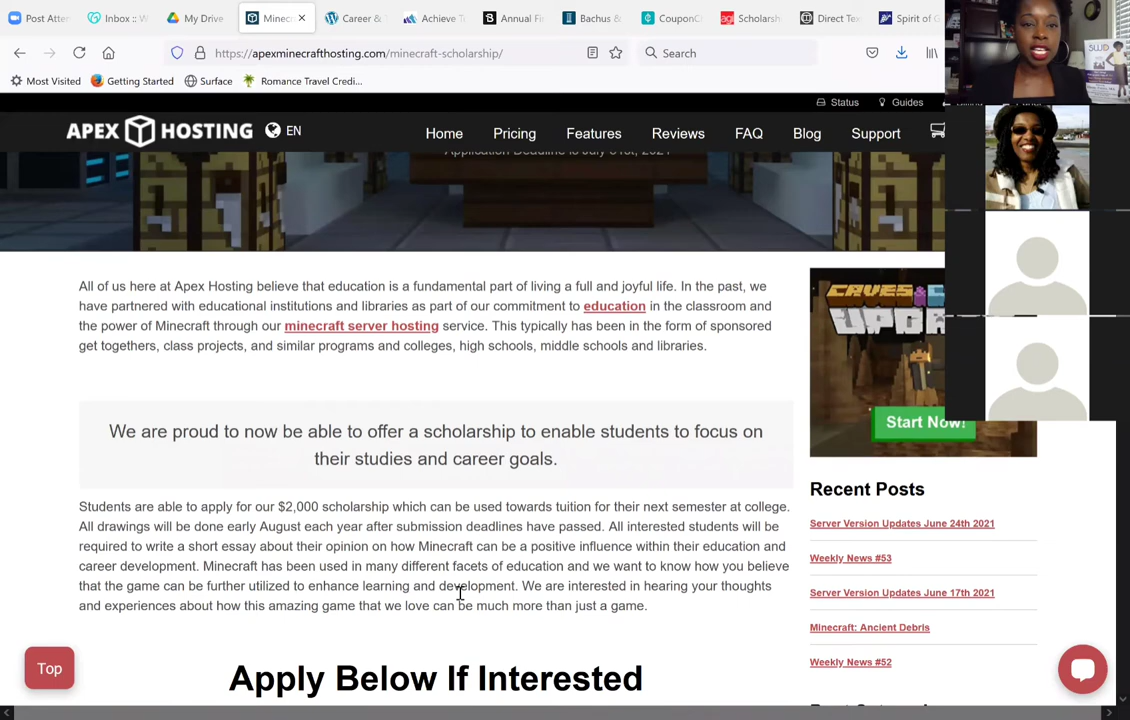 Post Atter
Inbox :: W
My Drive
Minec
Career &
Achieve T
Annual Fi
Bachus &
CouponC
Scholarsh
Direct Tex
Spirit of G
https://apexminecrafthosting.com/minecraft-scholarship/
Search
Most Visited
Getting Started
Surface
Romance Travel Credi...
Status
Guides
APEX HOSTING
EN
Home
Pricing
Features
Reviews
FAQ
Blog
Support
Application Deadline is July 31st, 2021
All of us here at Apex Hosting believe that education is a fundamental part of living a full and joyful life. In the past, we
have partnered with educational institutions and libraries as part of our commitment to education in the classroom and
the power of Minecraft through our minecraft server hosting service. This typically has been in the form of sponsored
get togethers, class projects, and similar programs and colleges, high schools, middle schools and libraries.
We are proud to now be able to offer a scholarship to enable students to focus on
their studies and career goals.
Students are able to apply for our $2,000 scholarship which can be used towards tuition for their next semester at college.
All drawings will be done early August each year after submission deadlines have passed. All interested students will be
required to write a short essay about their opinion on how Minecraft can be a positive influence within their education and
career development. Minecraft has been used in many different facets of education and we want to know how you believe
that the game can be further utilized to enhance learning and development. We are interested in hearing your thoughts
and experiences about how this amazing game that we love can be much more than just a game.
Apply Below If Interested
Top
CAVES & C
UPD
Start Now!
Recent Posts
Server Version Updates June 24th 2021
Weekly News #53
Server Version Updates June 17th 2021
Minecraft: Ancient Debris
Weekly News #52